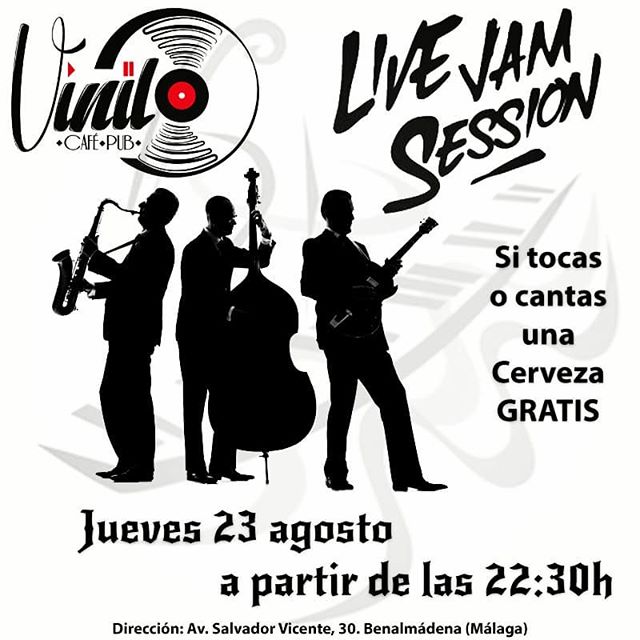 Vinilo
CAFÉ PUB
LIVE JAM
SESSION
Si tocas
o cantas
una
Cerveza
GRATIS
Jueves 23 agosto
a partir de las 22:30h
Dirección: Av. Salvador Vicente, 30. Benalmádena (Málaga)